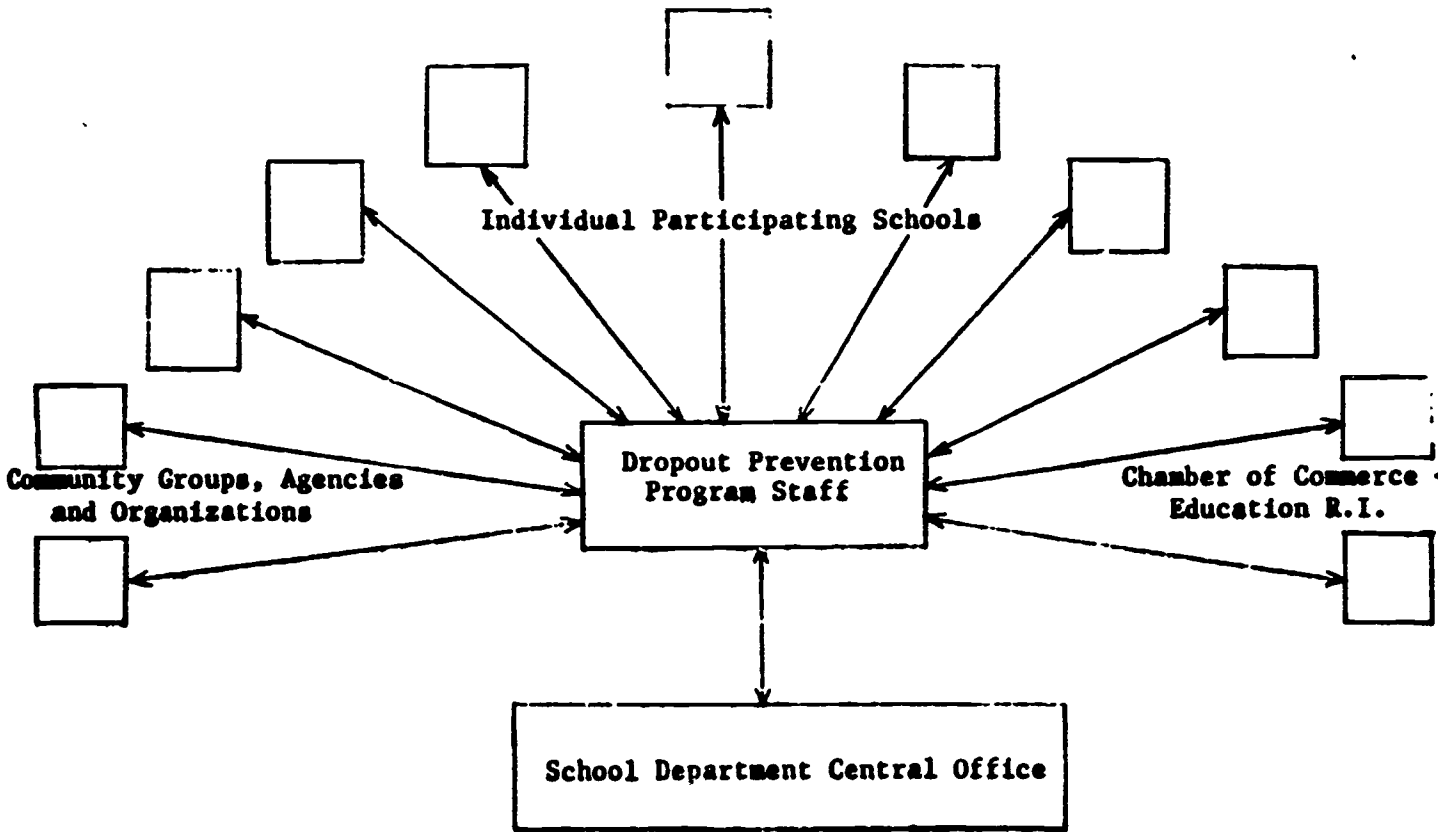 Individual Participating Schools
Dropout Prevention
Program Staff
Community Groups, Agencies
and Organizations
Chamber of Commerce -
Education R.I.
School Department Central Office